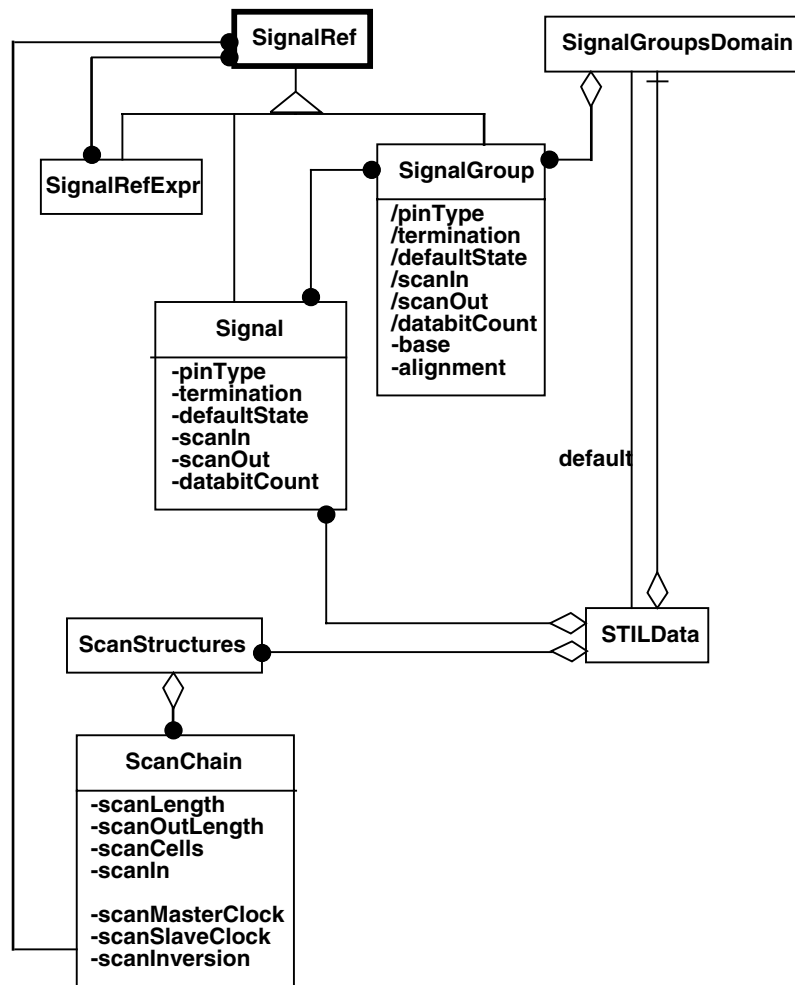 SignalRef
SignalGroupsDomain
SignalRefExpr
SignalGroup
/pinType
/termination
/defaultState
/scanIn
/scanOut
/databitCount
-base
-alignment
Signal
-pinType
-termination
-defaultState
-scanIn
-scanOut
-databitCount
default
ScanStructures
STILData
ScanChain
-scanLength
-scanOutLength
-scanCells
-scanIn
-scanMasterClock
-scanSlaveClock
-scanInversion